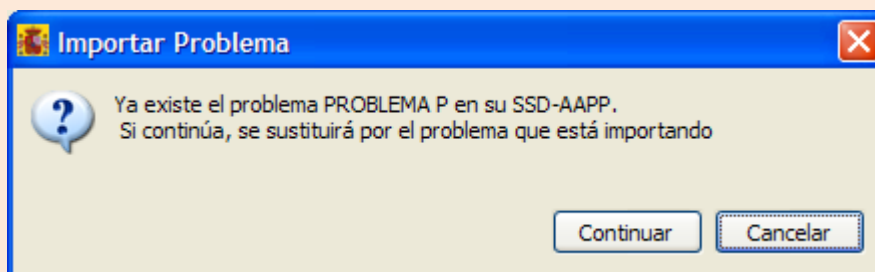 Importar Problema
Ya existe el problema PROBLEMA P en su SSD-AAPP.
Si continúa, se sustituirá por el problema que está importando
Continuar Cancelar